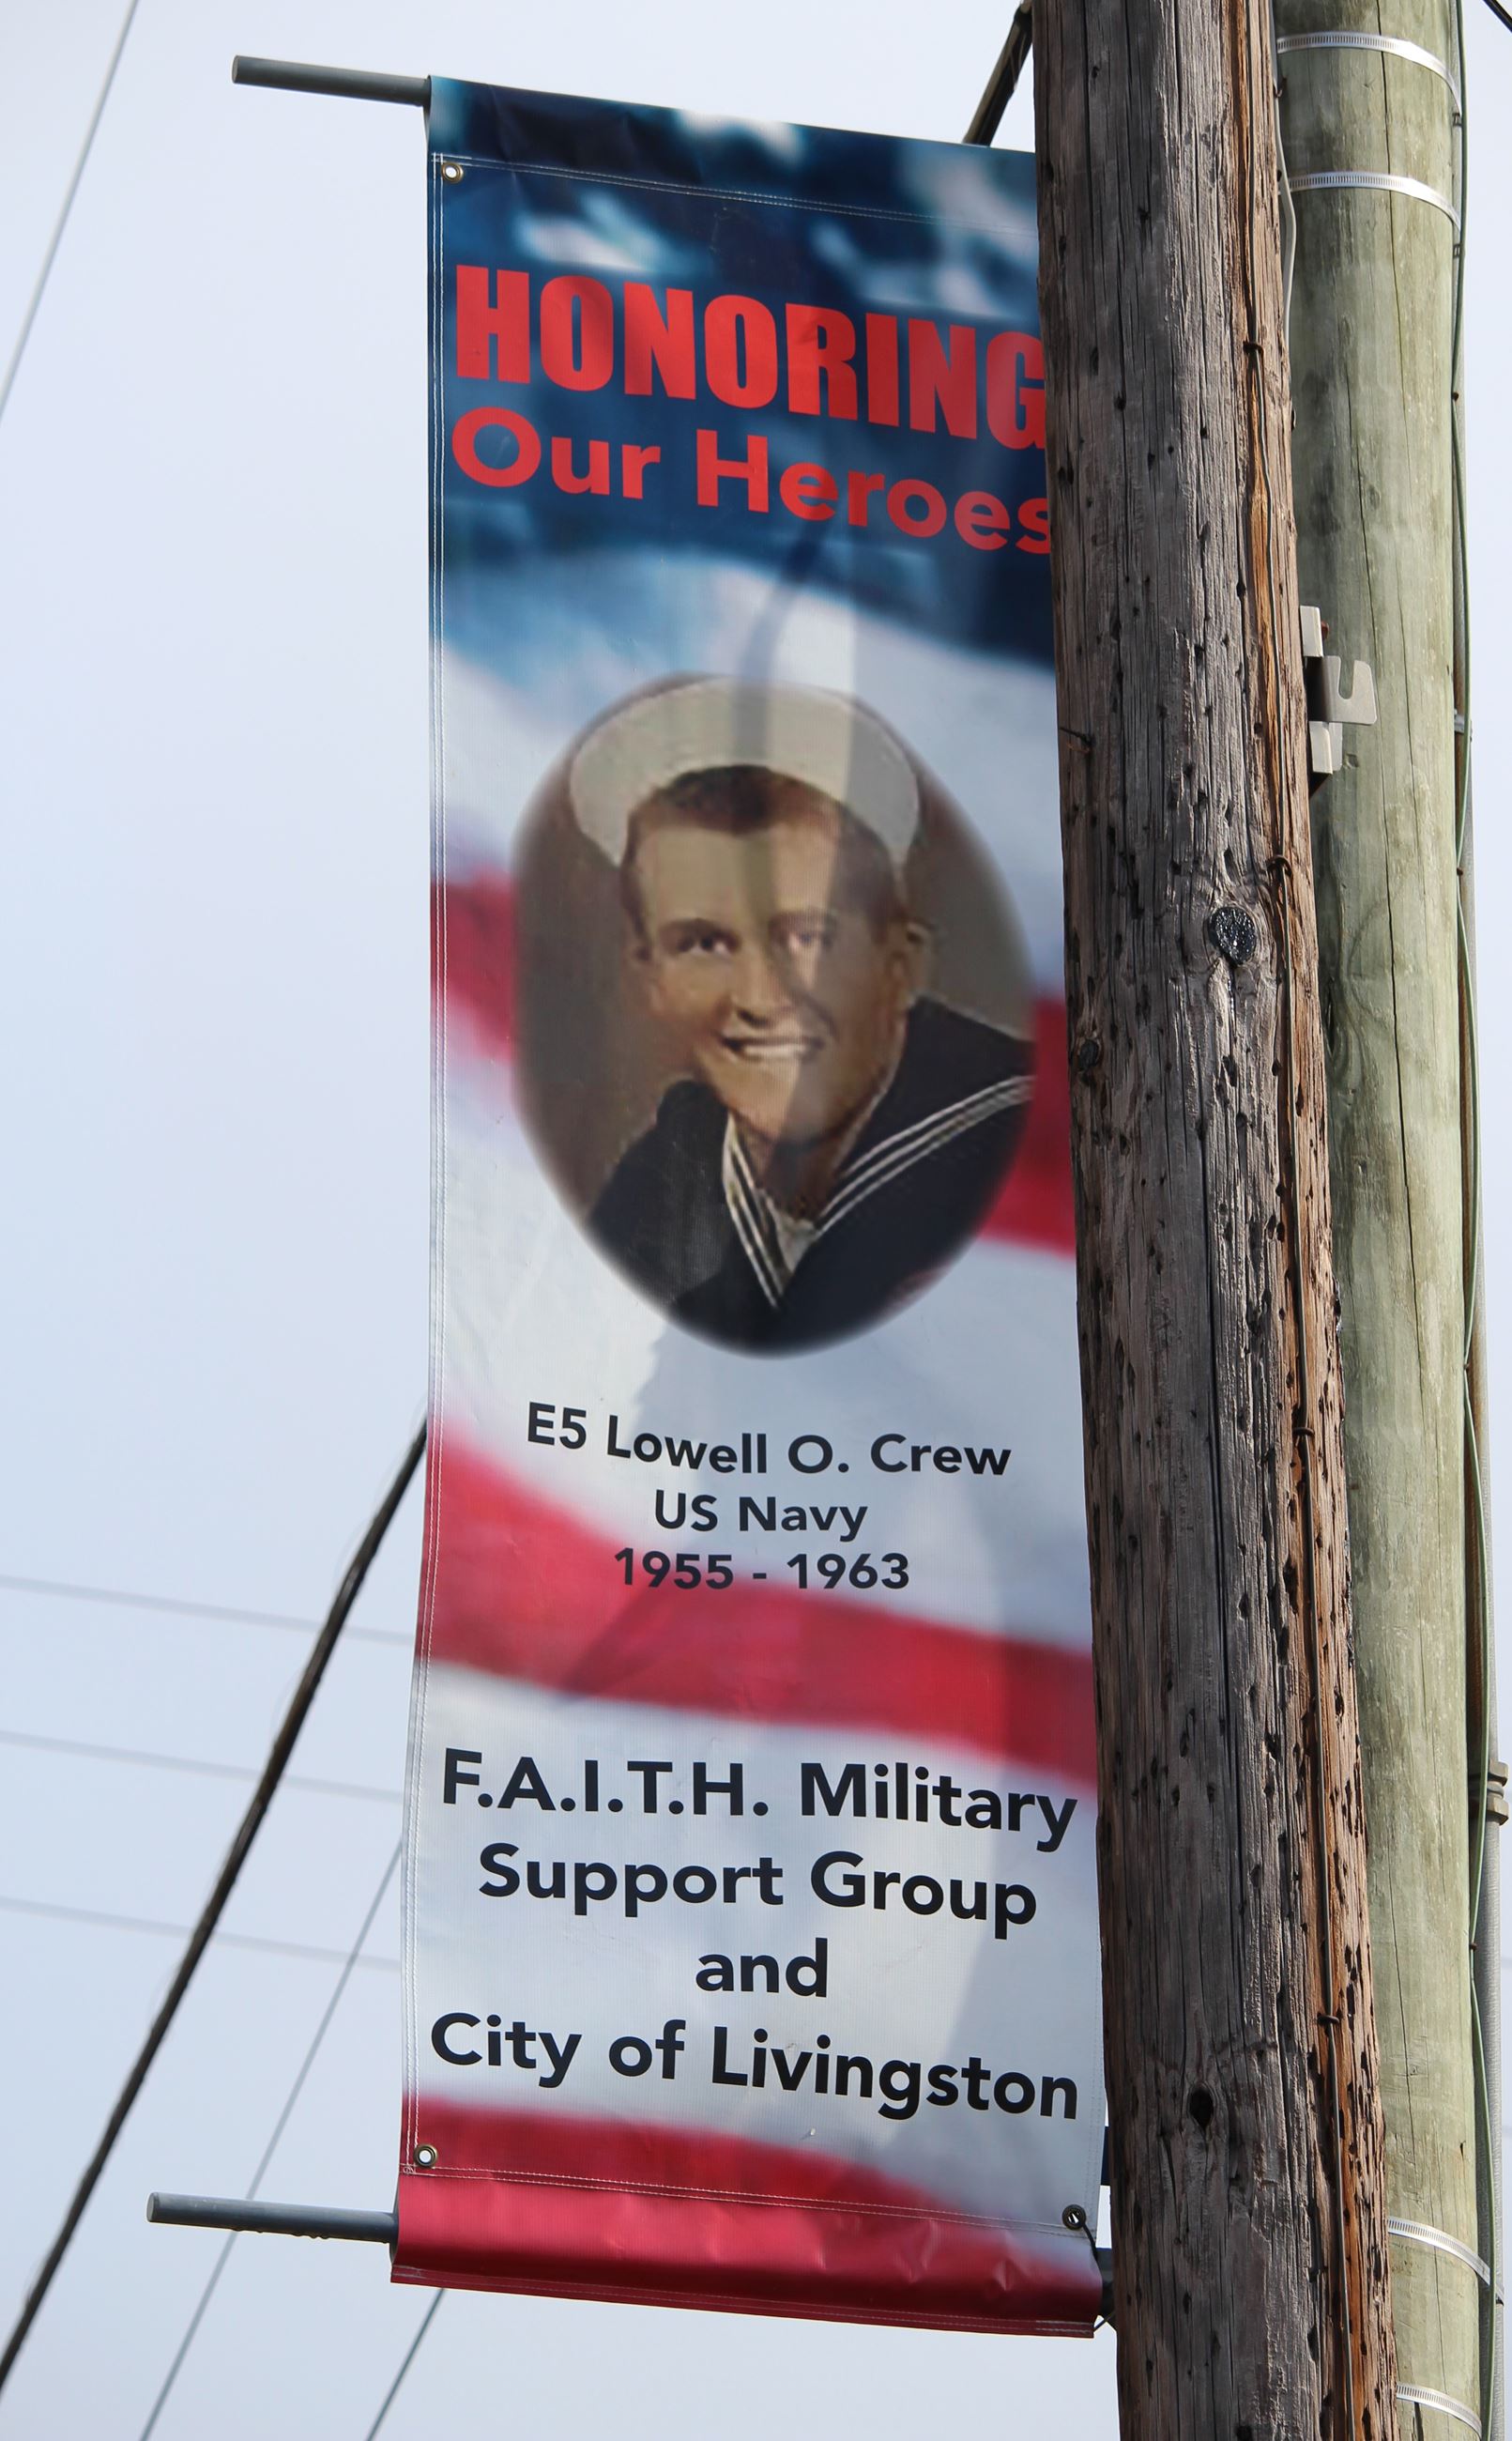 HONORING
Our Heroes
E5 Lowell O. Crew
US Navy
1955 - 1963
F.A.I.T.H. Military
Support Group
and
City of Livingston